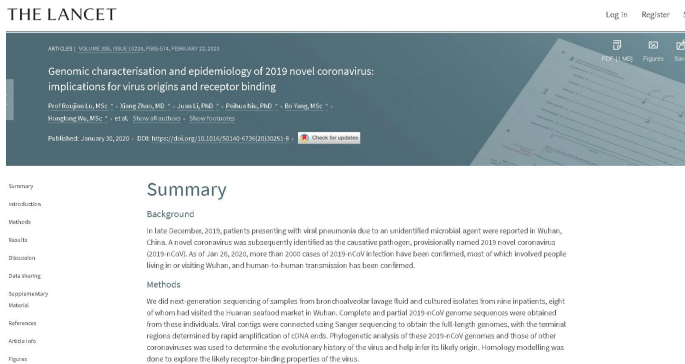 THE LANCET
Log in Register
ARTICLES | VOLUME 395, ISSUE 10224, P565-574, FEBRUARY 22, 2020
PDF [1 MB] Figures
Genomic characterisation and epidemiology of 2019 novel coronavirus:
implications for virus origins and receptor binding
Prof Roujian Lu, MSc * • Xiang Zhao, MD * • Juan Li, PhD * • Peihua Niu, PhD * • Bo Yang, MSc * •
Honglong Wu, MSc * • et al. Show all authors • Show footnotes
Published: January 30, 2020 • DOI: https://doi.org/10.1016/S0140-6736(20)30251-8 • Check for updates
Summary
Introduction
Methods
Results
Discussion
Data sharing
Supplementary
Material
References
Article Info
Figures
Summary
Background
In late December, 2019, patients presenting with viral pneumonia due to an unidentified microbial agent were reported in Wuhan,
China. A novel coronavirus was subsequently identified as the causative pathogen, provisionally named 2019 novel coronavirus
(2019-nCoV). As of Jan 26, 2020, more than 2000 cases of 2019-nCoV infection have been confirmed, most of which involved people
living in or visiting Wuhan, and human-to-human transmission has been confirmed.
Methods
We did next-generation sequencing of samples from bronchoalveolar lavage fluid and cultured isolates from nine inpatients, eight
of whom had visited the Huanan seafood market in Wuhan. Complete and partial 2019-nCoV genome sequences were obtained
from these individuals. Viral contigs were connected using Sanger sequencing to obtain the full-length genomes, with the terminal
regions determined by rapid amplification of cDNA ends. Phylogenetic analysis of these 2019-nCoV genomes and those of other
coronaviruses was used to determine the evolutionary history of the virus and help infer its likely origin. Homology modelling was
done to explore the likely receptor-binding properties of the virus.